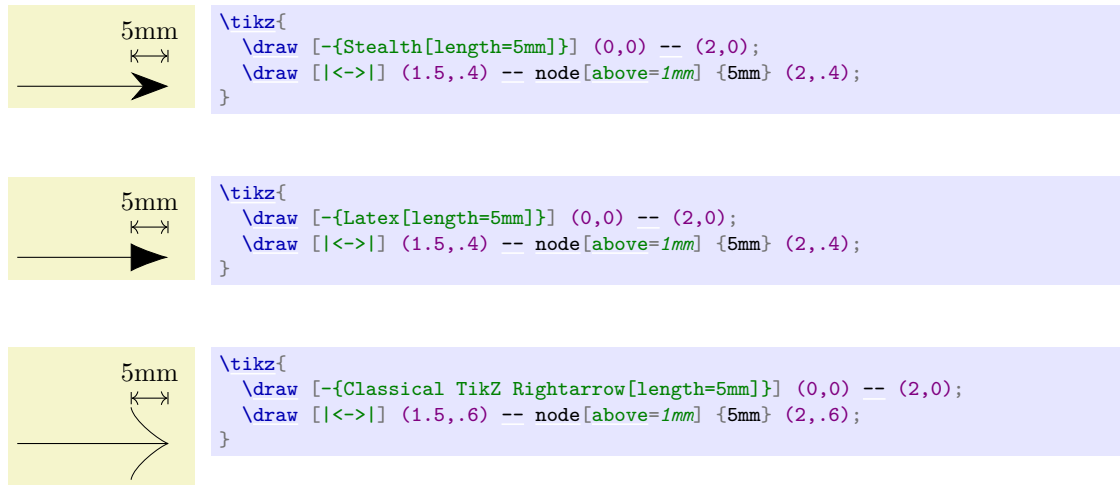 5mm
\tikz{
\draw [-{Stealth[length=5mm]}] (0,0) -- (2,0);
\draw [|<->|] (1.5,.4) -- node[above=1mm] {5mm} (2,.4);
}
5mm
\tikz{
\draw [-{Latex[length=5mm]}] (0,0) -- (2,0);
\draw [|<->|] (1.5,.4) -- node[above=1mm] {5mm} (2,.4);
}
5mm
\tikz{
\draw [-{Classical TikZ Rightarrow[length=5mm]}] (0,0) -- (2,0);
\draw [|<->|] (1.5,.6) -- node[above=1mm] {5mm} (2,.6);
}